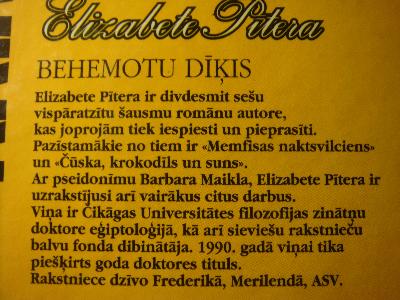 Elizabete Pītera
BEHEMOTU DĪĶIS
Elizabete Pītera ir divdesmit sešu
vispāratzītu šausmu romānu autore,
kas joprojām tiek iespiesti un pieprasīti.
Pazīstamākie no tiem ir «Memfisas naktsvilciens»
un «Čūska, krokodils un suns».
Ar pseidonīmu Barbara Maikla, Elizabete Pītera ir
uzrakstījusi arī vairākus citus darbus.
Viņa ir Čikāgas Universitātes filozofijas zinātņu
doktore eģiptoloģijā, kā arī sieviešu rakstnieču
balvu fonda dibinātāja. 1990. gadā viņai tika
piešķirts goda doktores tituls.
Rakstniece dzīvo Frederikā, Merilendā, ASV.